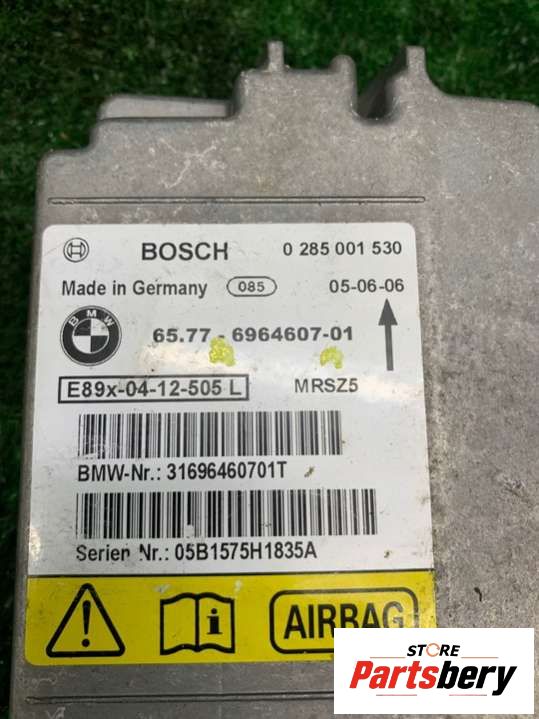 BOSCH 0 285 001 530
Made in Germany 085 05-06-06
BMW 65.77 - 6964607-01
E89x-04-12-505 L MRSZ5
BMW-Nr.: 31696460701T
Serien Nr.: 05B1575H1835A
AIRBAG
STORE
Partsbery